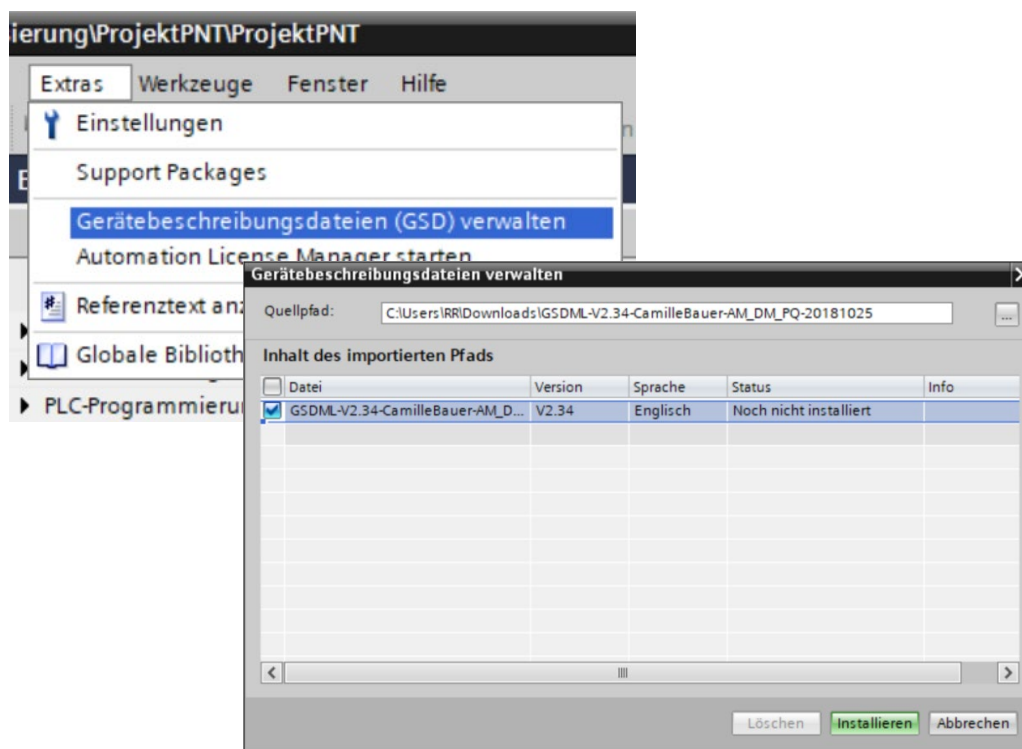 ierung\ProjektPNT\ProjektPNT
Extras Werkzeuge Fenster Hilfe
Einstellungen
Support Packages
Gerätebeschreibungsdateien (GSD) verwalten
Automation License Manager starten
Referenztext anz
Globale Biblioth
PLC-Programmieru
Gerätebeschreibungsdateien verwalten
Quellpfad: C:\Users\RR\Downloads\GSDML-V2.34-CamilleBauer-AM_DM_PQ-20181025 ...
Inhalt des importierten Pfads
Datei Version Sprache Status Info
GSDML-V2.34-CamilleBauer-AM_D... V2.34 Englisch Noch nicht installiert
Löschen Installieren Abbrechen